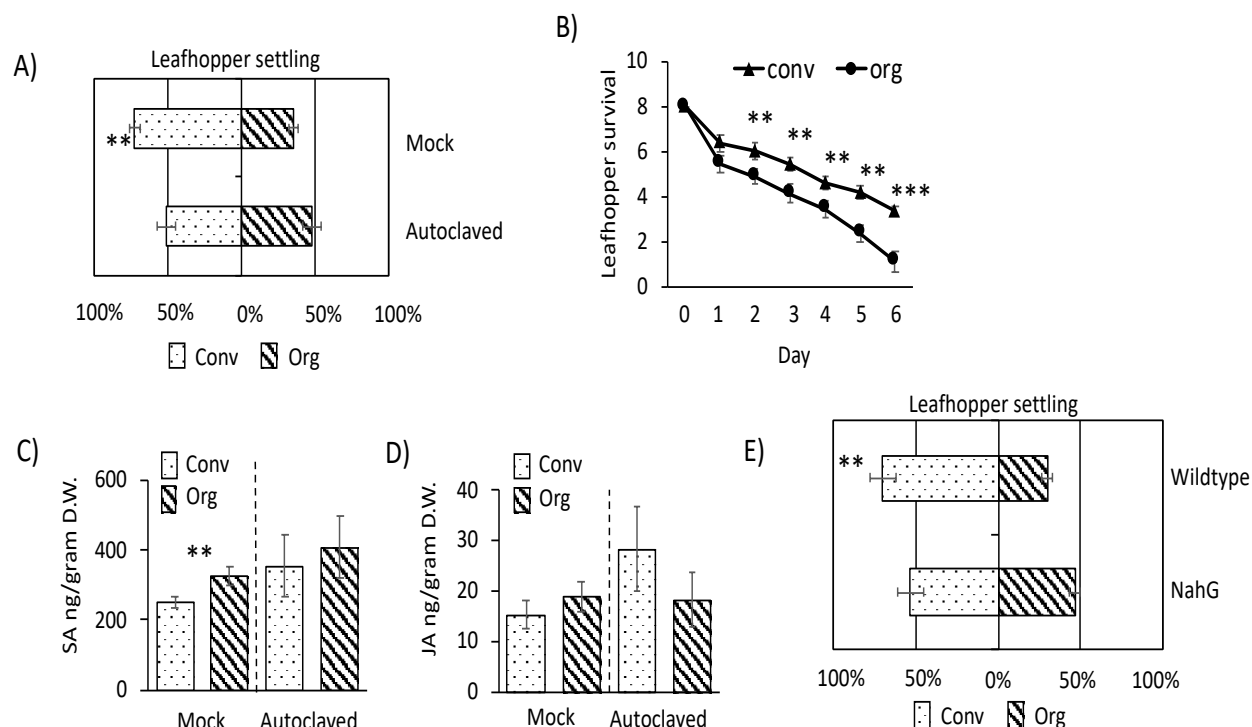 A)
Leafhopper settling
**
Mock
Autoclaved
100% 50% 0% 50% 100%
Conv Org
B)
conv org
Leafhopper survival
10
8
6
4
2
0
** ** ** ** ***
0 1 2 3 4 5 6
Day
C)
Conv
Org
SA ng/gram D.W.
600
400
200
0
**
Mock Autoclaved
D)
Conv
Org
JA ng/gram D.W.
40
30
20
10
0
Mock Autoclaved
E)
Leafhopper settling
**
Wildtype
NahG
100% 50% 0% 50% 100%
Conv Org